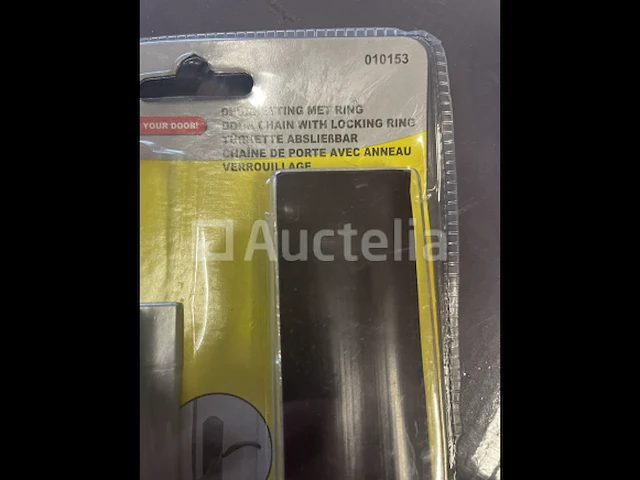 010153
DEURKETTING MET RING
YOUR DOOR!
DOOR CHAIN WITH LOCKING RING
TÜRKETTE ABSLIEßBAR
CHAÎNE DE PORTE AVEC ANNEAU
VERROUILLAGE
Auctelia